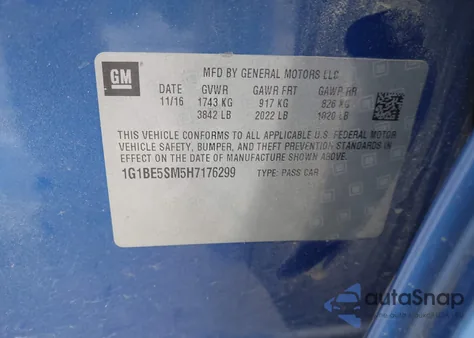 GM
MFD BY GENERAL MOTORS LLC
DATE GVWR GAWR FRT GAWR RR
11/16 1743 KG 917 KG 826 KG
3842 LB 2022 LB 1820 LB
THIS VEHICLE CONFORMS TO ALL APPLICABLE U.S. FEDERAL MOTOR
VEHICLE SAFETY, BUMPER, AND THEFT PREVENTION STANDARDS IN
EFFECT ON THE DATE OF MANUFACTURE SHOWN ABOVE.
1G1BE5SM5H7176299 TYPE: PASS CAR
autoSnap